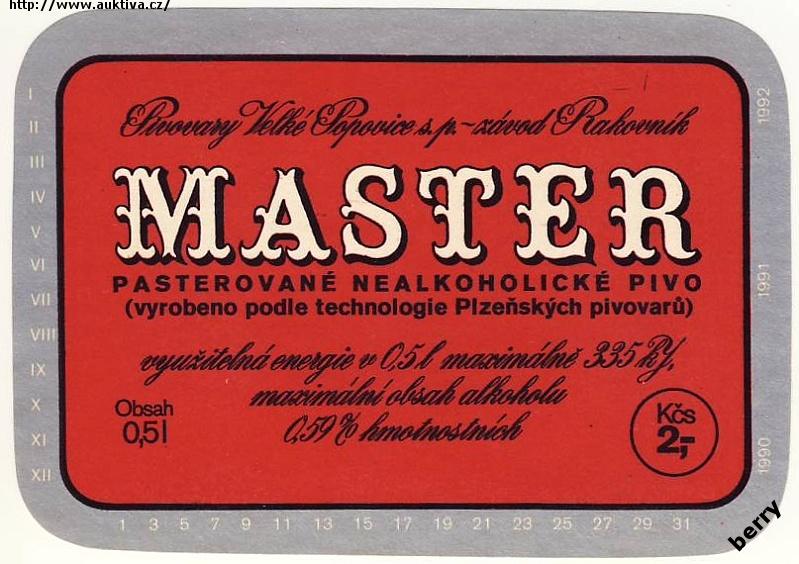 http://www.auktiva.cz/
Pivovary Velké Popovice s.p.-závod Rakovník
MASTER
PASTEROVANÉ NEALKOHOLICKÉ PIVO
(vyrobeno podle technologie Plzeňských pivovarů)
využitelná energie v 0,5 l maximálně 335 kJ,
maximální obsah alkoholu
0,59 % hmotnostních
Obsah
0,5 l
Kčs
2,-
I
II
III
IV
V
VI
VII
VIII
IX
X
XI
XII
1 3 5 7 9 11 13 15 17 19 21 23 25 27 29 31
1992
1991
1990
berry